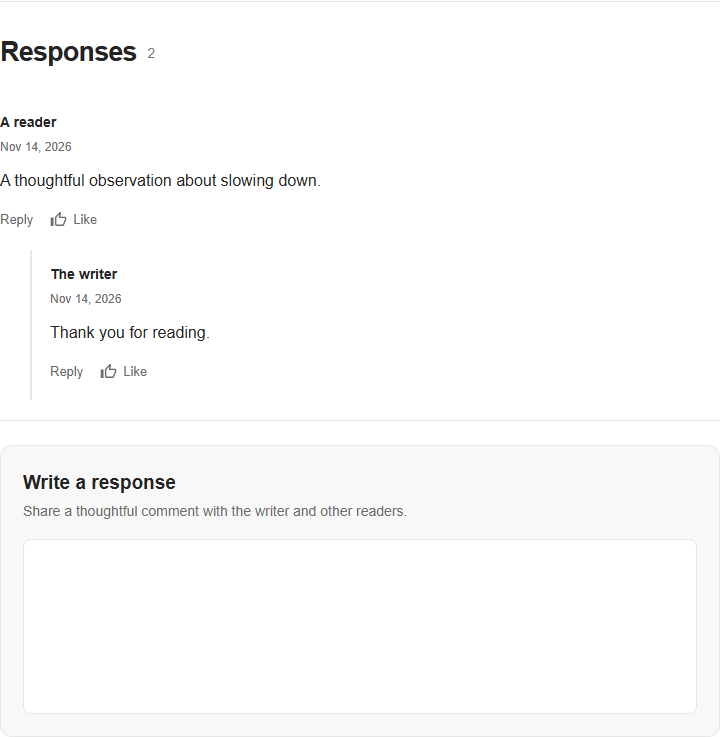 Responses 2
A reader
Nov 14, 2026
A thoughtful observation about slowing down.
Reply Like
The writer
Nov 14, 2026
Thank you for reading.
Reply Like
Write a response
Share a thoughtful comment with the writer and other readers.